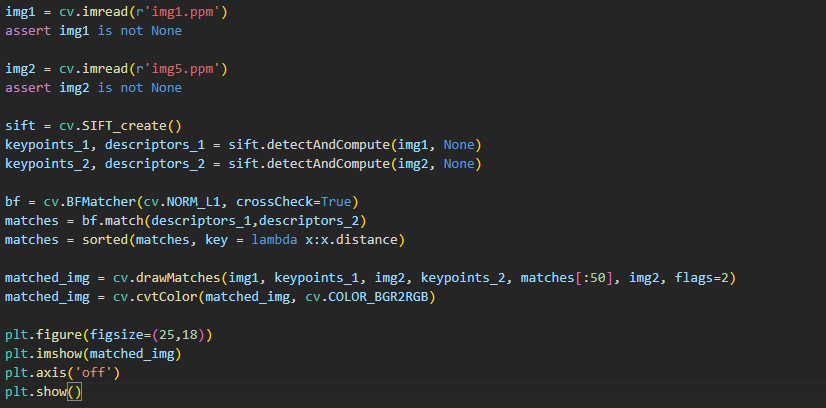 img1 = cv.imread(r'img1.ppm')
assert img1 is not None
img2 = cv.imread(r'img5.ppm')
assert img2 is not None
sift = cv.SIFT_create()
keypoints_1, descriptors_1 = sift.detectAndCompute(img1, None)
keypoints_2, descriptors_2 = sift.detectAndCompute(img2, None)
bf = cv.BFMatcher(cv.NORM_L1, crossCheck=True)
matches = bf.match(descriptors_1,descriptors_2)
matches = sorted(matches, key = lambda x:x.distance)
matched_img = cv.drawMatches(img1, keypoints_1, img2, keypoints_2, matches[:50], img2, flags=2)
matched_img = cv.cvtColor(matched_img, cv.COLOR_BGR2RGB)
plt.figure(figsize=(25,18))
plt.imshow(matched_img)
plt.axis('off')
plt.show()